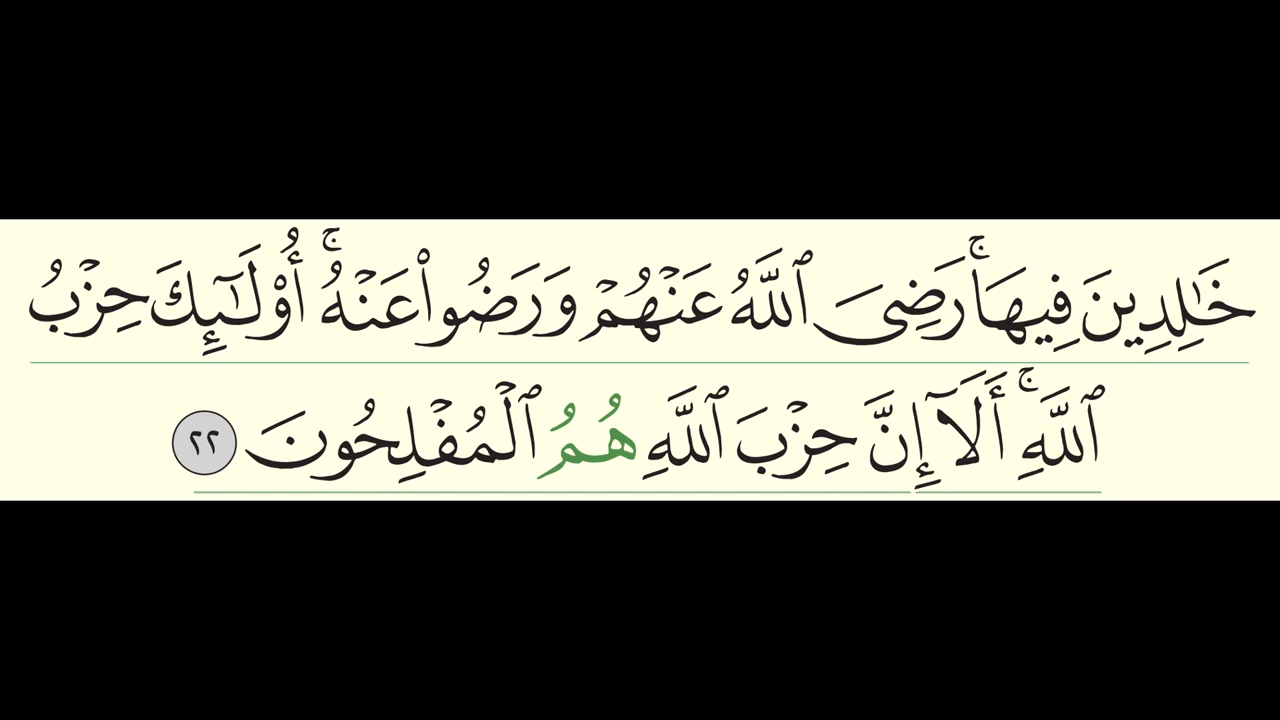 خَٰلِدِينَ فِيهَاۚ رَضِىَ ٱللَّهُ عَنۡهُمۡ وَرَضُواْ عَنۡهُۚ أُوْلَـٰٓئِكَ حِزۡبُ
ٱللَّهِۚ أَلَآ إِنَّ حِزۡبَ ٱللَّهِ هُمُ ٱلۡمُفۡلِحُونَ ٢٢